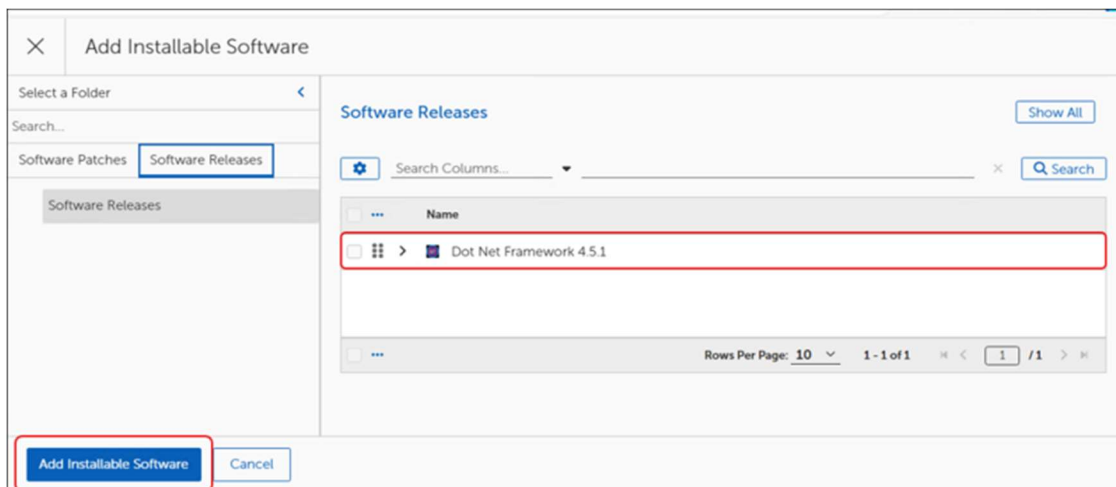 Add Installable Software
Select a Folder
Search...
Software Patches Software Releases
Software Releases
Software Releases
Show All
Search Columns...
Search
Name
Dot Net Framework 4.5.1
Rows Per Page: 10 1 - 1 of 1 1 / 1
Add Installable Software Cancel